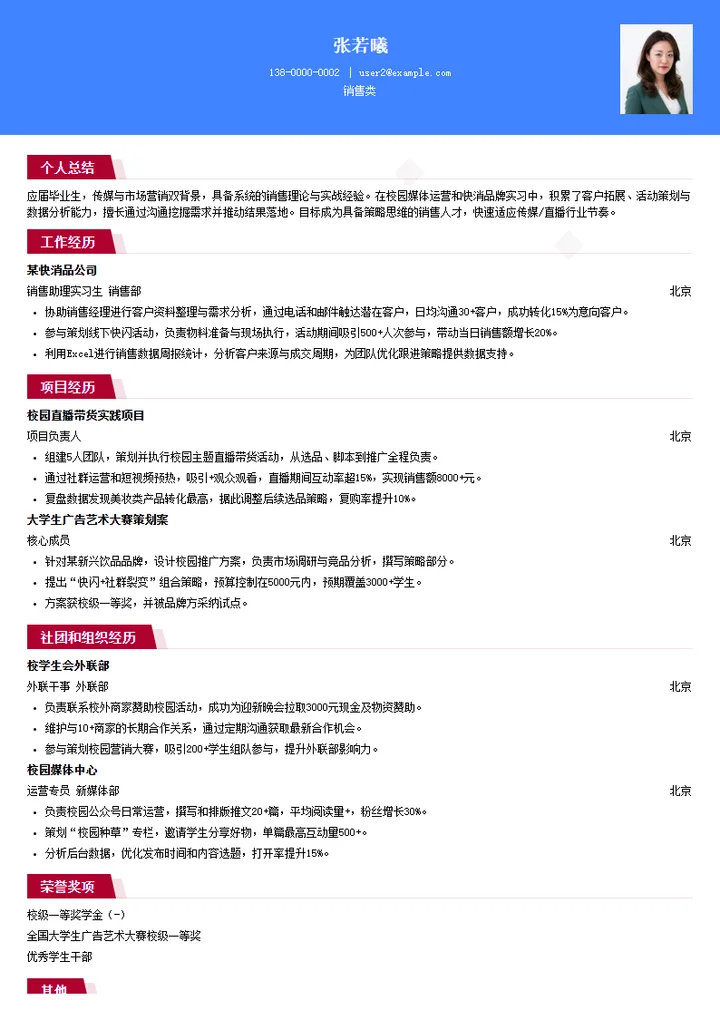 张若曦
138-0000-0002 | user2@example.com
销售类
个人总结
应届毕业生，传媒与市场营销双背景，具备系统的销售理论与实战经验。在校园媒体运营和快消品牌实习中，积累了客户拓展、活动策划与
数据分析能力，擅长通过沟通挖掘需求并推动结果落地。目标成为具备策略思维的销售人才，快速适应传媒/直播行业节奏。
工作经历
某快消品公司
销售助理实习生 销售部 北京
• 协助销售经理进行客户资料整理与需求分析，通过电话和邮件触达潜在客户，日均沟通30+客户，成功转化15%为意向客户。
• 参与策划线下快闪活动，负责物料准备与现场执行，活动期间吸引500+人次参与，带动当日销售额增长20%。
• 利用Excel进行销售数据周报统计，分析客户来源与成交周期，为团队优化跟进策略提供数据支持。
项目经历
校园直播带货实践项目
项目负责人 北京
• 组建5人团队，策划并执行校园主题直播带货活动，从选品、脚本到推广全程负责。
• 通过社群运营和短视频预热，吸引+观众观看，直播期间互动率超15%，实现销售额8000+元。
• 复盘数据发现美妆类产品转化最高，据此调整后续选品策略，复购率提升10%。
大学生广告艺术大赛策划案
核心成员 北京
• 针对某新兴饮品品牌，设计校园推广方案，负责市场调研与竞品分析，撰写策略部分。
• 提出“快闪+社群裂变”组合策略，预算控制在5000元内，预期覆盖3000+学生。
• 方案获校级一等奖，并被品牌方采纳试点。
社团和组织经历
校学生会外联部
外联干事 外联部 北京
• 负责联系校外商家赞助校园活动，成功为迎新晚会拉取3000元现金及物资赞助。
• 维护与10+商家的长期合作关系，通过定期沟通获取最新合作机会。
• 参与策划校园营销大赛，吸引200+学生组队参与，提升外联部影响力。
校园媒体中心
运营专员 新媒体部 北京
• 负责校园公众号日常运营，撰写和排版推文20+篇，平均阅读量+，粉丝增长30%。
• 策划“校园种草”专栏，邀请学生分享好物，单篇最高互动量500+。
• 分析后台数据，优化发布时间和内容选题，打开率提升15%。
荣誉奖项
校级一等奖学金（-）
全国大学生广告艺术大赛校级一等奖
优秀学生干部
其他